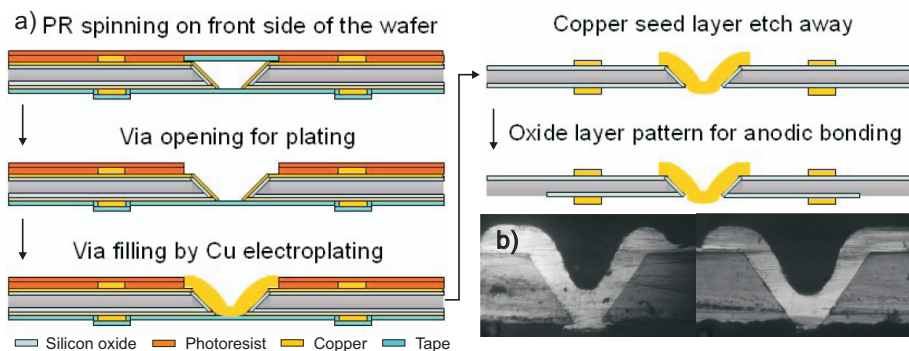 a) PR spinning on front side of the wafer
Via opening for plating
Via filling by Cu electroplating
Silicon oxide Photoresist Copper Tape
Copper seed layer etch away
Oxide layer pattern for anodic bonding
b)